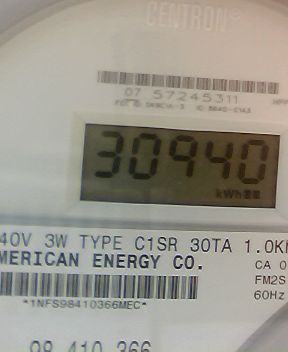 CENTRON®
07 57245311
30940
kWh
40V 3W TYPE C1SR 30TA 1.0K
MERICAN ENERGY CO.
CA 0
FM2S
60Hz
*1NFS98410366MEC*
98 410 366